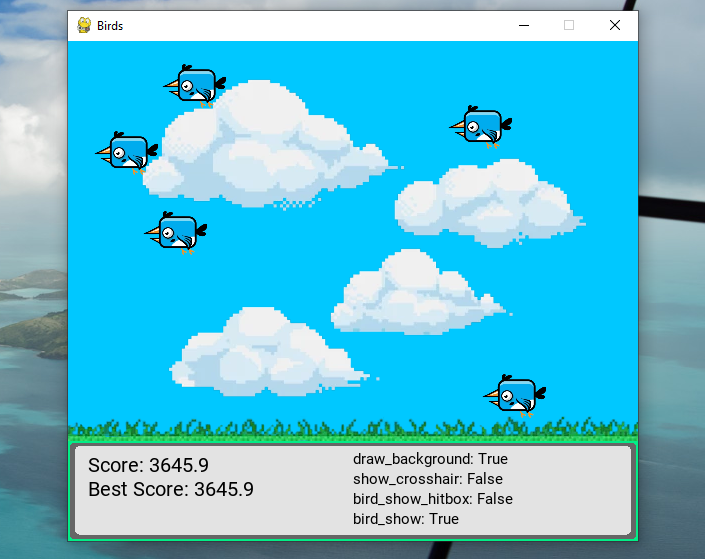 Birds
Score: 3645.9
Best Score: 3645.9
draw_background: True
show_crosshair: False
bird_show_hitbox: False
bird_show: True